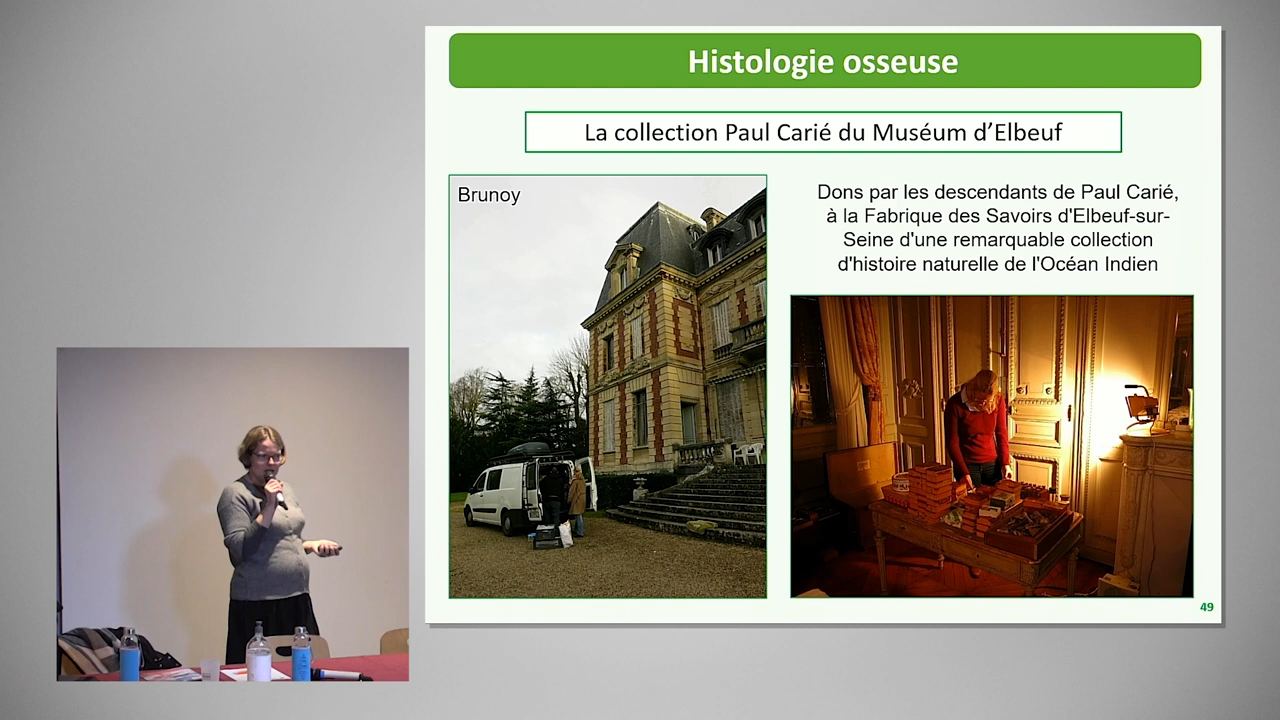 Histologie osseuse
La collection Paul Carié du Muséum d’Elbeuf
Brunoy
Dons par les descendants de Paul Carié,
à la Fabrique des Savoirs d'Elbeuf-sur-
Seine d'une remarquable collection
d'histoire naturelle de l'Océan Indien
49